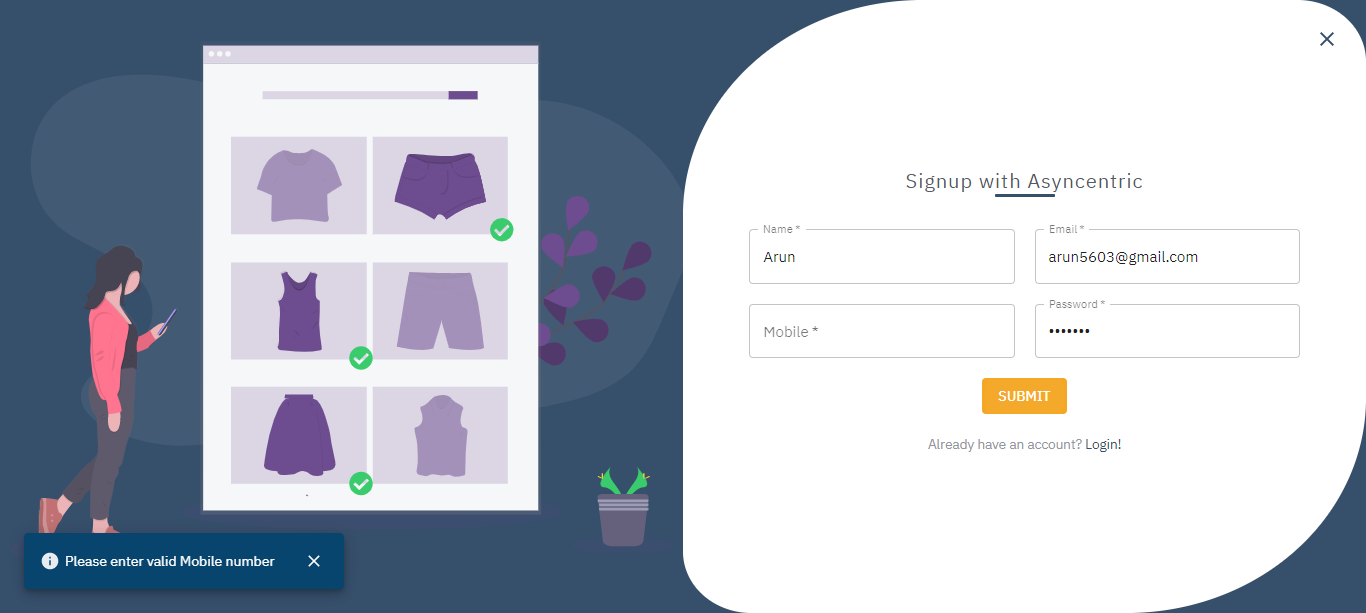 Signup with Asyncentric
Name *
Arun
Email *
arun5603@gmail.com
Mobile *
Password *
•••••••
SUBMIT
Already have an account? Login!
Please enter valid Mobile number